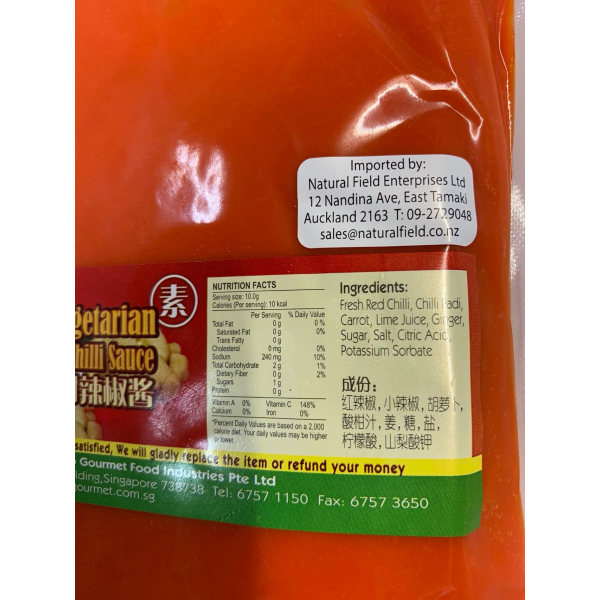 Imported by:
Natural Field Enterprises Ltd
12 Nandina Ave, East Tamaki
Auckland 2163 T: 09-2729048
sales@naturalfield.co.nz
素
getarian
hilli Sauce
辣椒酱
NUTRITION FACTS
Serving size: 10.0g
Calories (Per serving): 10 kcal
Per Serving % Daily Value
Total Fat 0 g 0 %
Saturated Fat 0 g 0%
Trans Fatty 0 g
Cholesterol 0 mg 0%
Sodium 240 mg 10%
Total Carbohydrate 2 g 1%
Dietary Fiber 0 g 2%
Sugars 1 g *
Protein 0 g *
Vitamin A 0% Vitamin C 148%
Calcium 0% Iron 0%
*Percent Daily Values are based on a 2,000
calorie diet. Your daily values may be higher
or lower.
Ingredients:
Fresh Red Chilli, Chilli Padi,
Carrot, Lime Juice, Ginger,
Sugar, Salt, Citric Acid,
Potassium Sorbate
成份：
红辣椒，小辣椒，胡萝卜，
酸柑汁，姜，糖，盐，
柠檬酸，山梨酸钾
satisfied, We will gladly replace the item or refund your money
Gourmet Food Industries Pte Ltd
lding,Singapore 738738 Tel: 6757 1150 Fax: 6757 3650
ourmet.com.sg